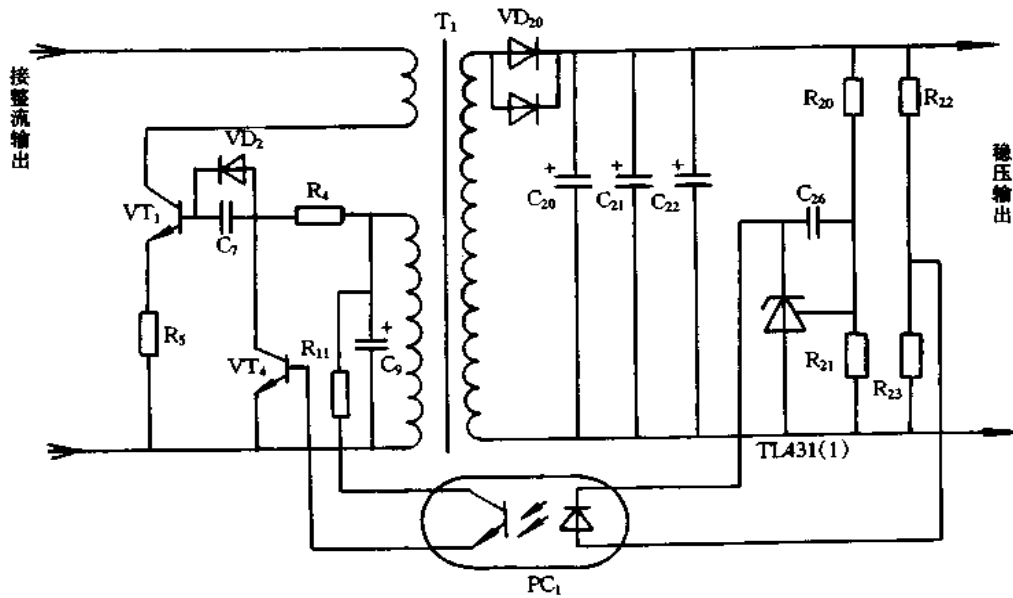 T₁
VD₂₀
接整流输出
VD₂
R₄
VT₁
C₇
R₅
VT₄
R₁₁
+
C₉
+
C₂₀
+
C₂₁
+
C₂₂
C₂₆
R₂₀
R₂₂
R₂₁
R₂₃
稳压输出
TL431(1)
PC₁